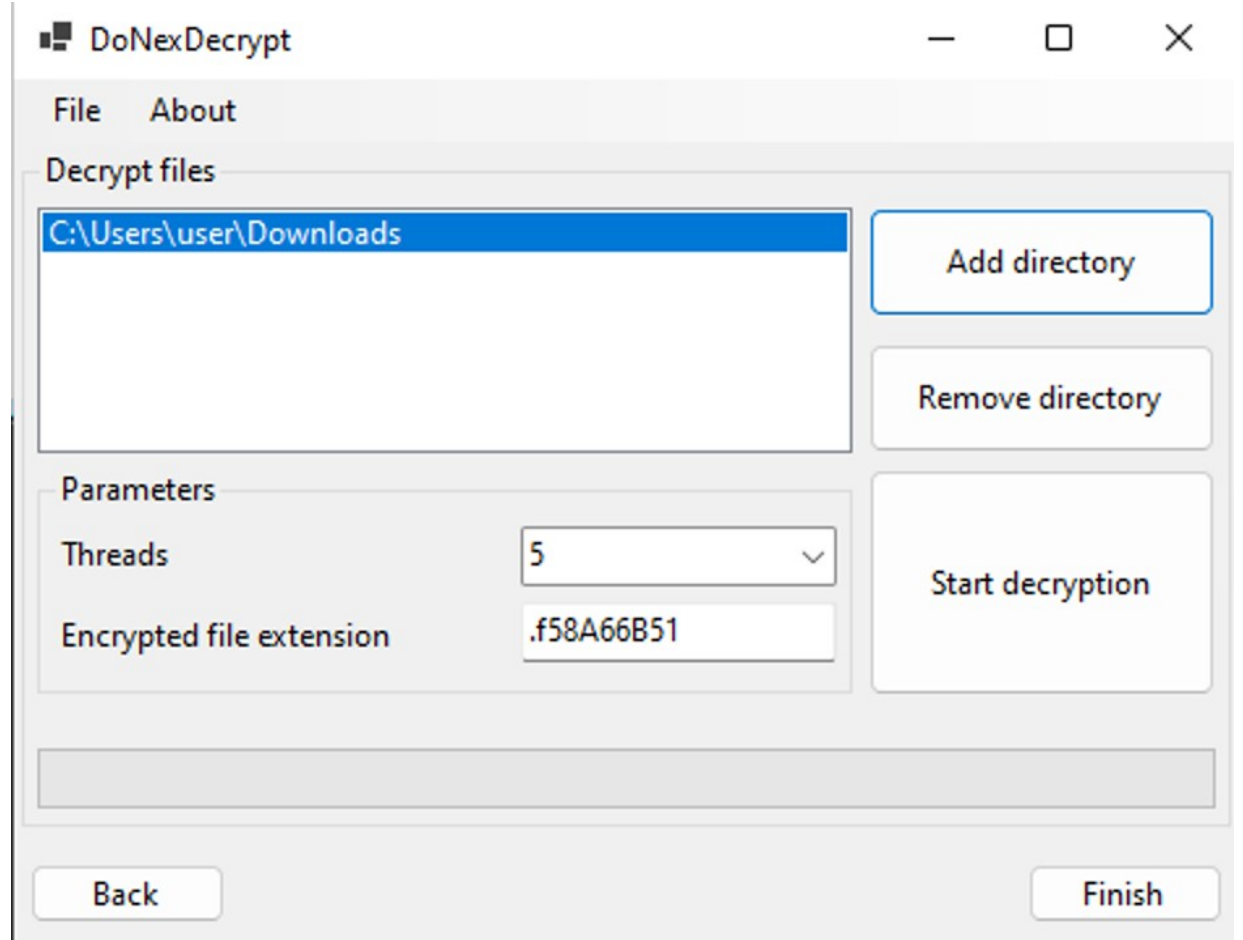 DoNexDecrypt
File About
Decrypt files
C:\Users\user\Downloads
Add directory
Remove directory
Parameters
Threads 5
Encrypted file extension .f58A66B51
Start decryption
Back Finish